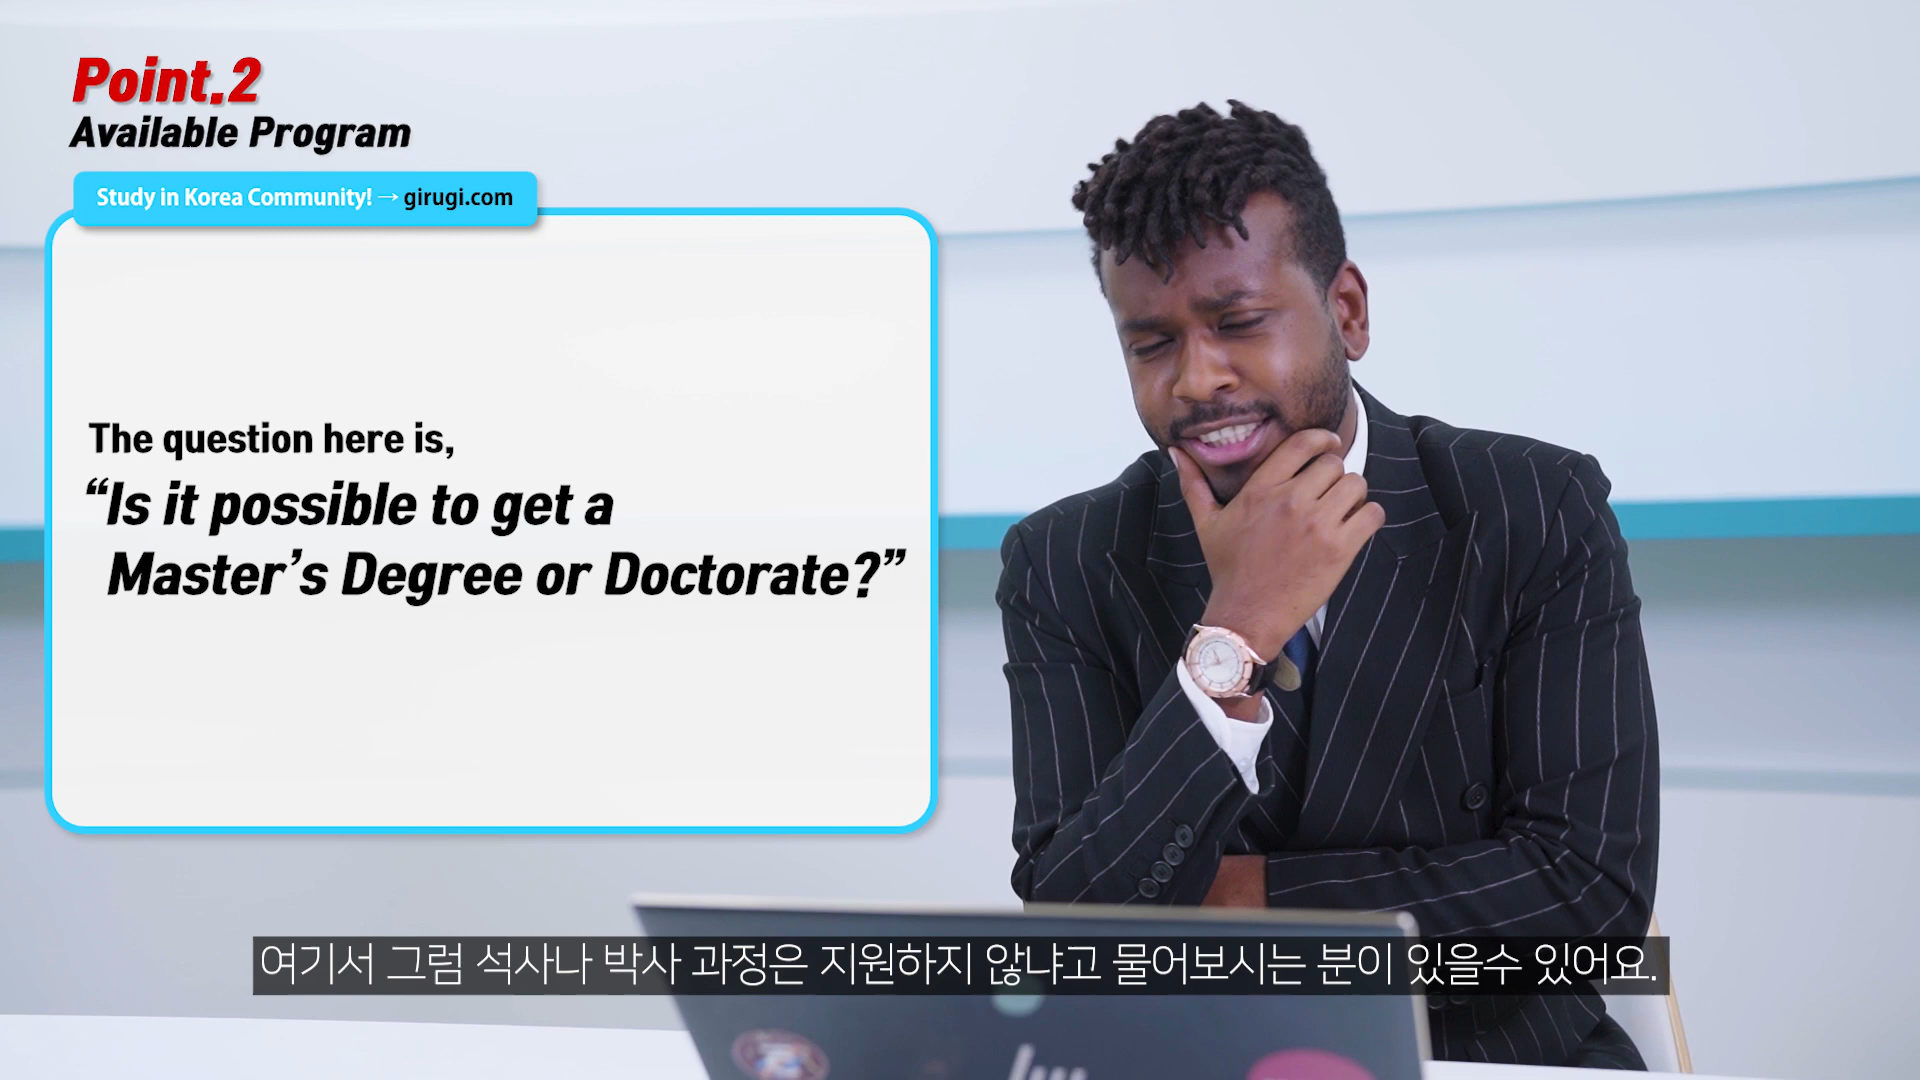 Point.2
Available Program
Study in Korea Community! → girugi.com
The question here is,
“Is it possible to get a
Master’s Degree or Doctorate?”
여기서 그럼 석사나 박사 과정은 지원하지 않냐고 물어보시는 분이 있을수 있어요.